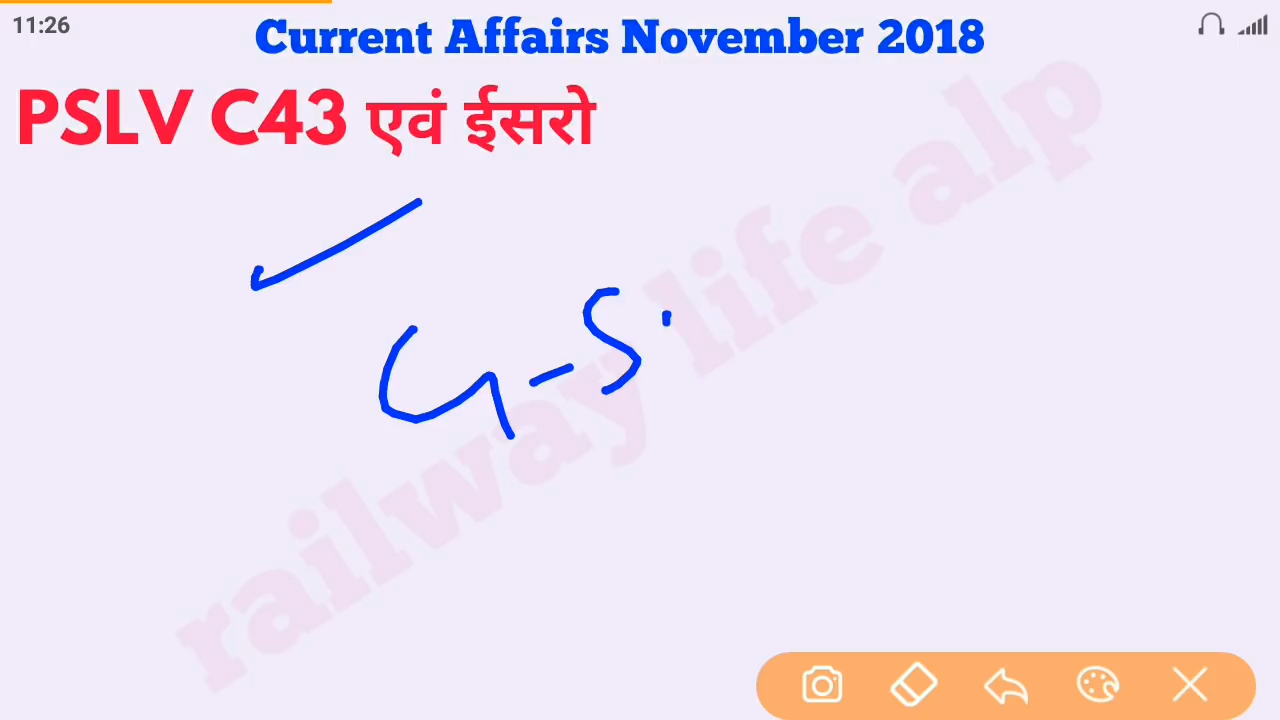 11:26
Current Affairs November 2018
PSLV C43 एवं ईसरो
G-S
railway life alp